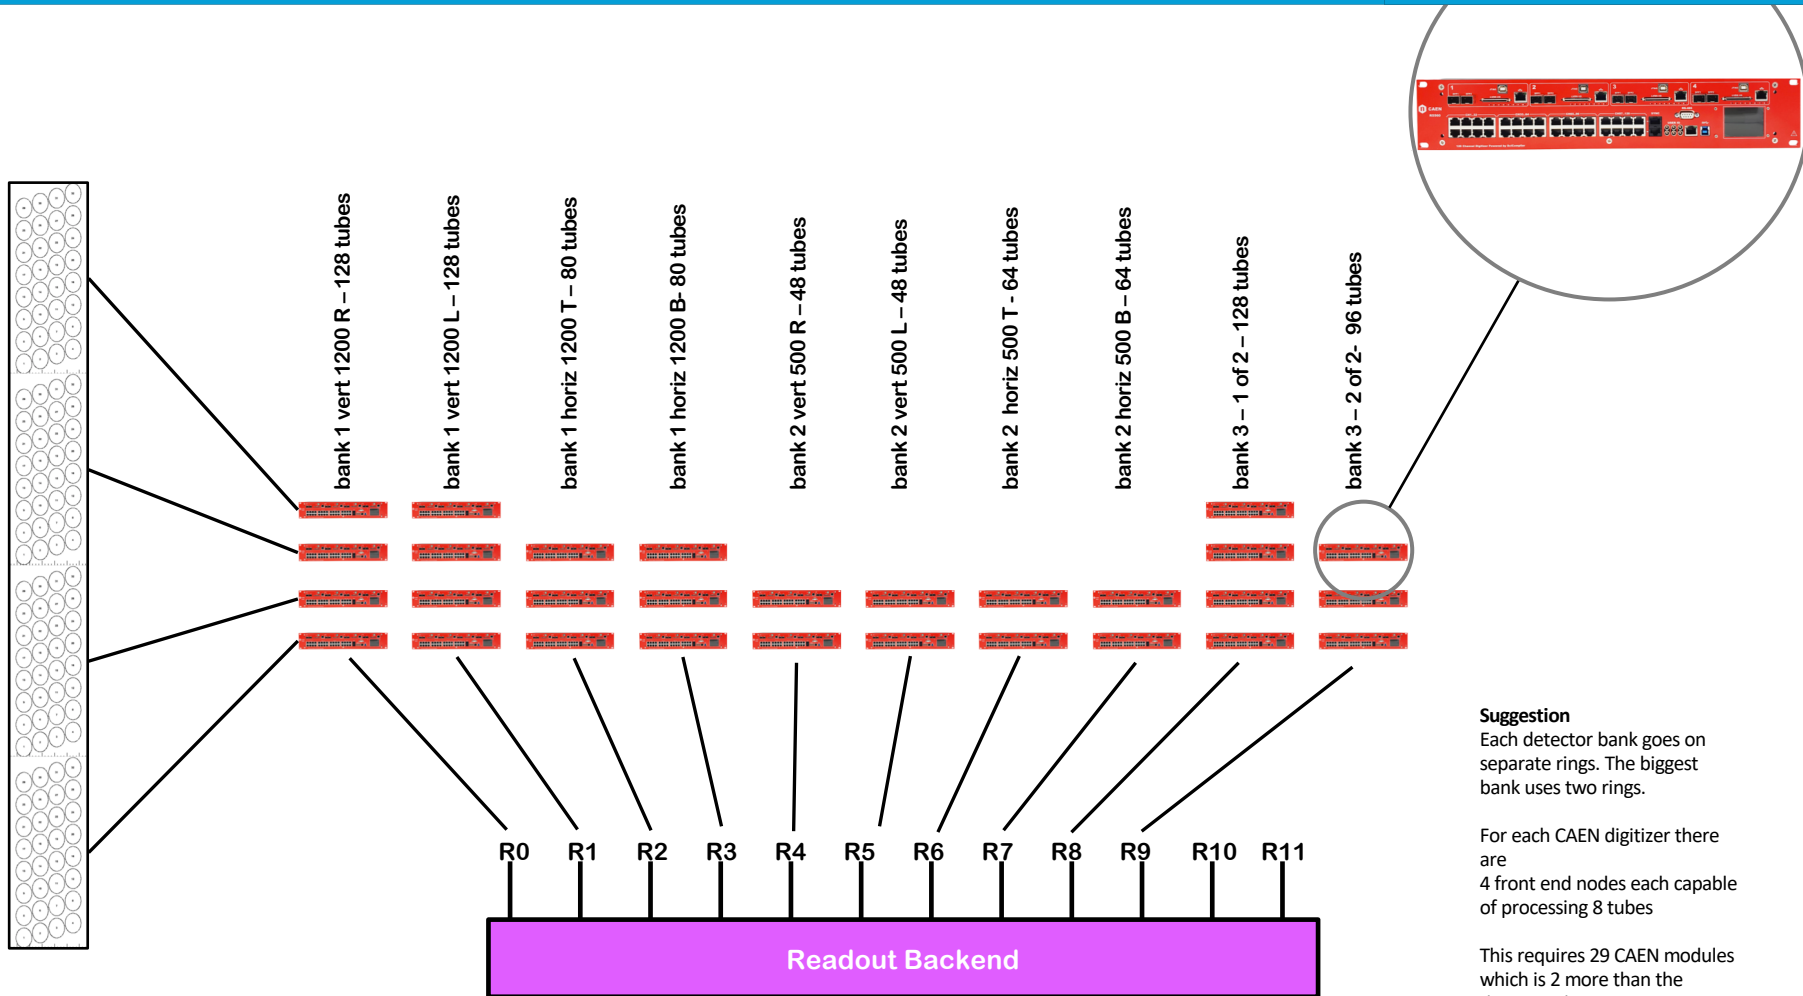 bank 1 vert 1200 R – 128 tubes
bank 1 vert 1200 L – 128 tubes
bank 1 horiz 1200 T – 80 tubes
bank 1 horiz 1200 B- 80 tubes
bank 2 vert 500 R – 48 tubes
bank 2 vert 500 L – 48 tubes
bank 2 horiz 500 T - 64 tubes
bank 2 horiz 500 B – 64 tubes
bank 3 – 1 of 2 – 128 tubes
bank 3 – 2 of 2- 96 tubes
1 2 3 4
CAEN
R0 R1 R2 R3 R4 R5 R6 R7 R8 R9 R10 R11
Readout Backend
Suggestion
Each detector bank goes on
separate rings. The biggest
bank uses two rings.
For each CAEN digitizer there
are
4 front end nodes each capable
of processing 8 tubes
This requires 29 CAEN modules
which is 2 more than the